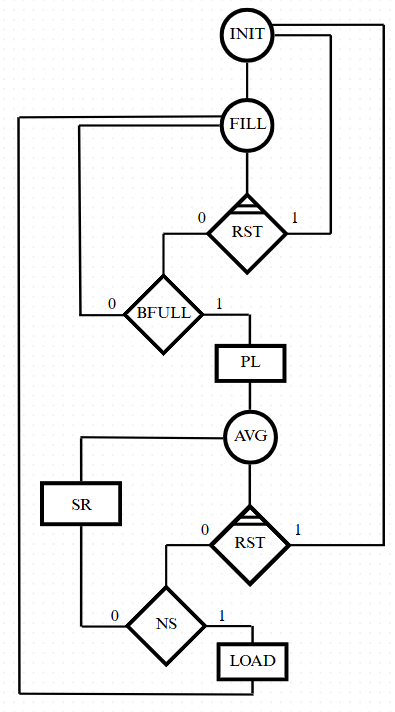 INIT
FILL
0 1
RST
0 1
BFULL
PL
AVG
SR
0 1
RST
0 1
NS
LOAD